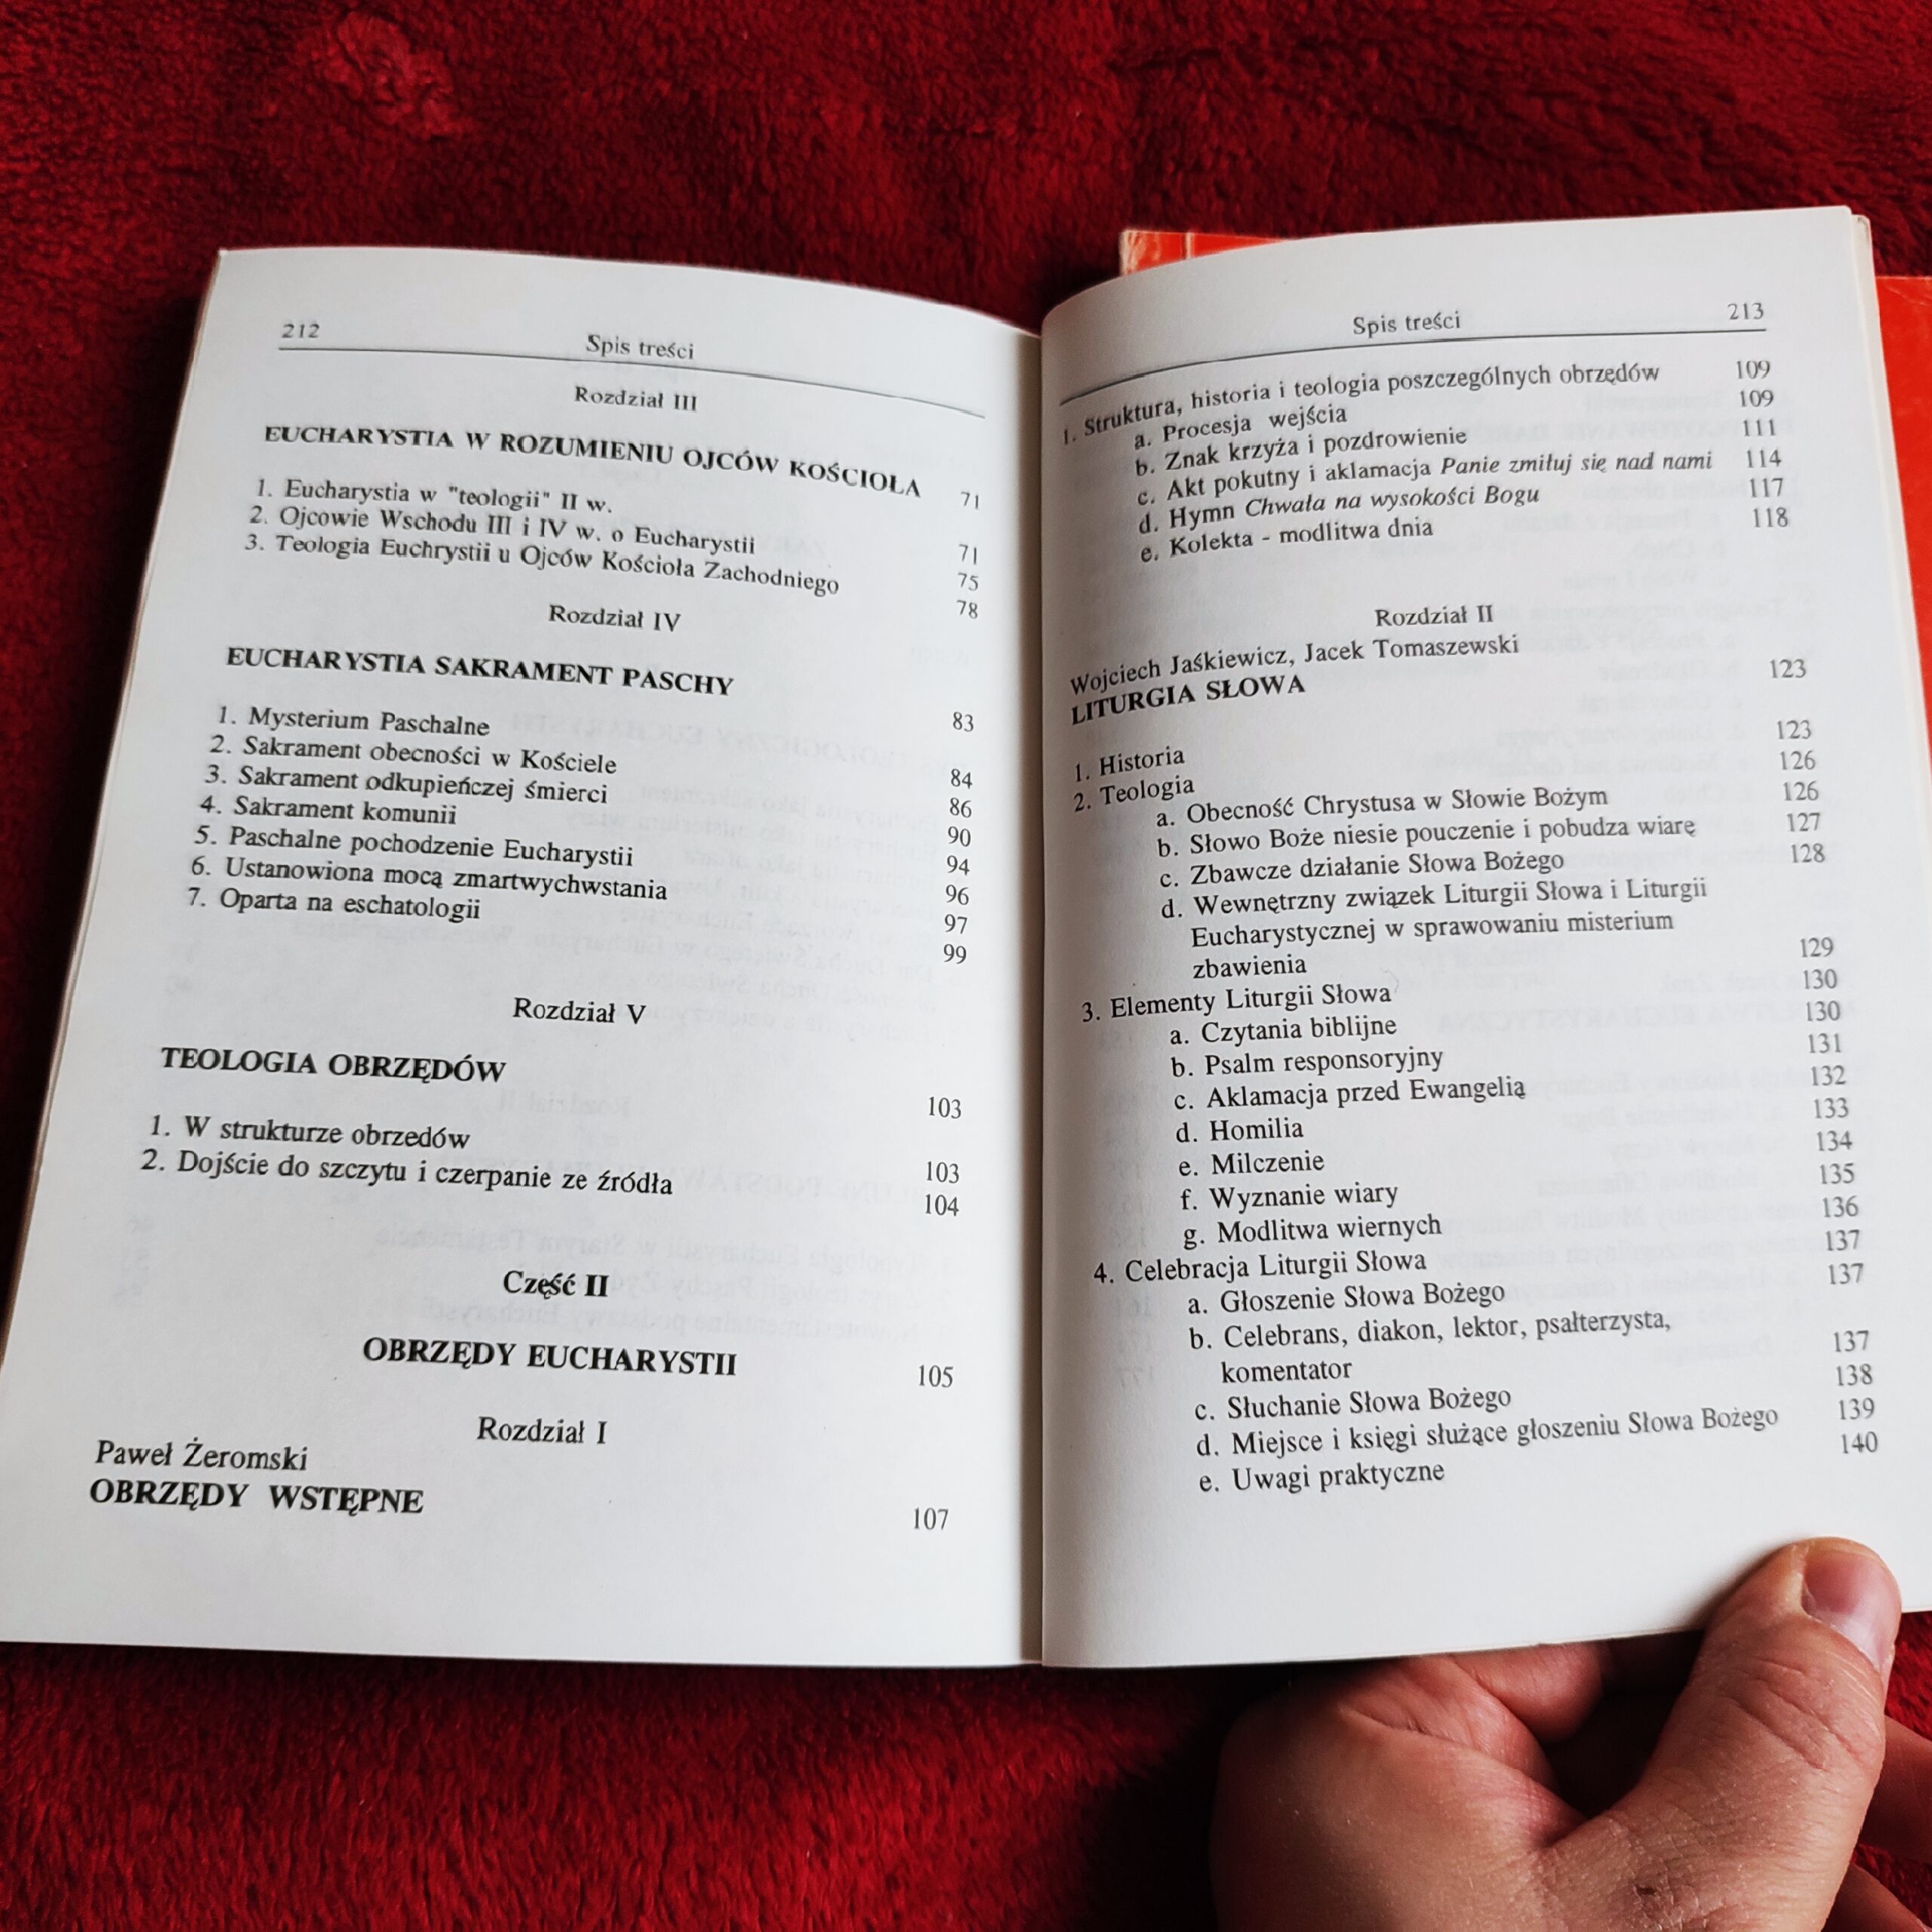 212
Spis treści
Rozdział III
EUCHARYSTIA W ROZUMIENIU OJCÓW KOŚCIOŁA 71
1. Eucharystia w "teologii" II w. 71
2. Ojcowie Wschodu III i IV w. o Eucharystii 75
3. Teologia Euchrystii u Ojców Kościoła Zachodniego 78
Rozdział IV
EUCHARYSTIA SAKRAMENT PASCHY 83
1. Mysterium Paschalne 84
2. Sakrament obecności w Kościele 86
3. Sakrament odkupieńczej śmierci 90
4. Sakrament komunii 94
5. Paschalne pochodzenie Eucharystii 96
6. Ustanowiona mocą zmartwychwstania 97
7. Oparta na eschatologii 99
Rozdział V
TEOLOGIA OBRZĘDÓW 103
1. W strukturze obrzedów 103
2. Dojście do szczytu i czerpanie ze źródła 104
Część II
OBRZĘDY EUCHARYSTII 105
Rozdział I
Paweł Żeromski
OBRZĘDY WSTĘPNE 107
Spis treści
213
1. Struktura, historia i teologia poszczególnych obrzędów 109
a. Procesja wejścia 109
b. Znak krzyża i pozdrowienie 111
c. Akt pokutny i aklamacja Panie zmiłuj się nad nami 114
d. Hymn Chwała na wysokości Bogu 117
e. Kolekta - modlitwa dnia 118
Rozdział II
Wojciech Jaśkiewicz, Jacek Tomaszewski
LITURGIA SŁOWA 123
1. Historia 123
2. Teologia 126
a. Obecność Chrystusa w Słowie Bożym 126
b. Słowo Boże niesie pouczenie i pobudza wiarę 127
c. Zbawcze działanie Słowa Bożego 128
d. Wewnętrzny związek Liturgii Słowa i Liturgii
Eucharystycznej w sprawowaniu misterium
zbawienia 129
3. Elementy Liturgii Słowa 130
a. Czytania biblijne 130
b. Psalm responsoryjny 131
c. Aklamacja przed Ewangelią 132
d. Homilia 133
e. Milczenie 134
f. Wyznanie wiary 135
g. Modlitwa wiernych 136
4. Celebracja Liturgii Słowa 137
a. Głoszenie Słowa Bożego 137
b. Celebrans, diakon, lektor, psałterzysta,
komentator 137
c. Słuchanie Słowa Bożego 138
d. Miejsce i księgi służące głoszeniu Słowa Bożego 139
e. Uwagi praktyczne 140